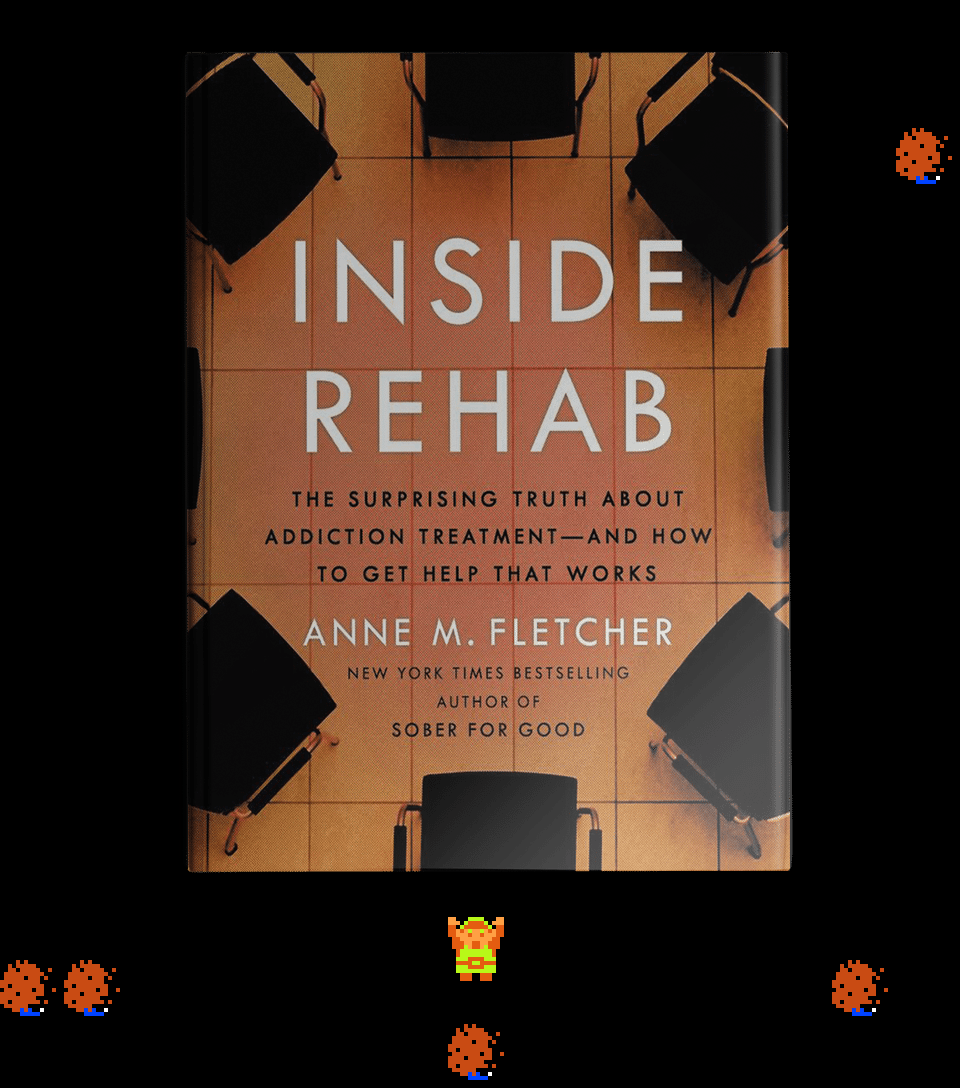 INSIDE
REHAB
THE SURPRISING TRUTH ABOUT
ADDICTION TREATMENT—AND HOW
TO GET HELP THAT WORKS
ANNE M. FLETCHER
NEW YORK TIMES BESTSELLING
AUTHOR OF
SOBER FOR GOOD